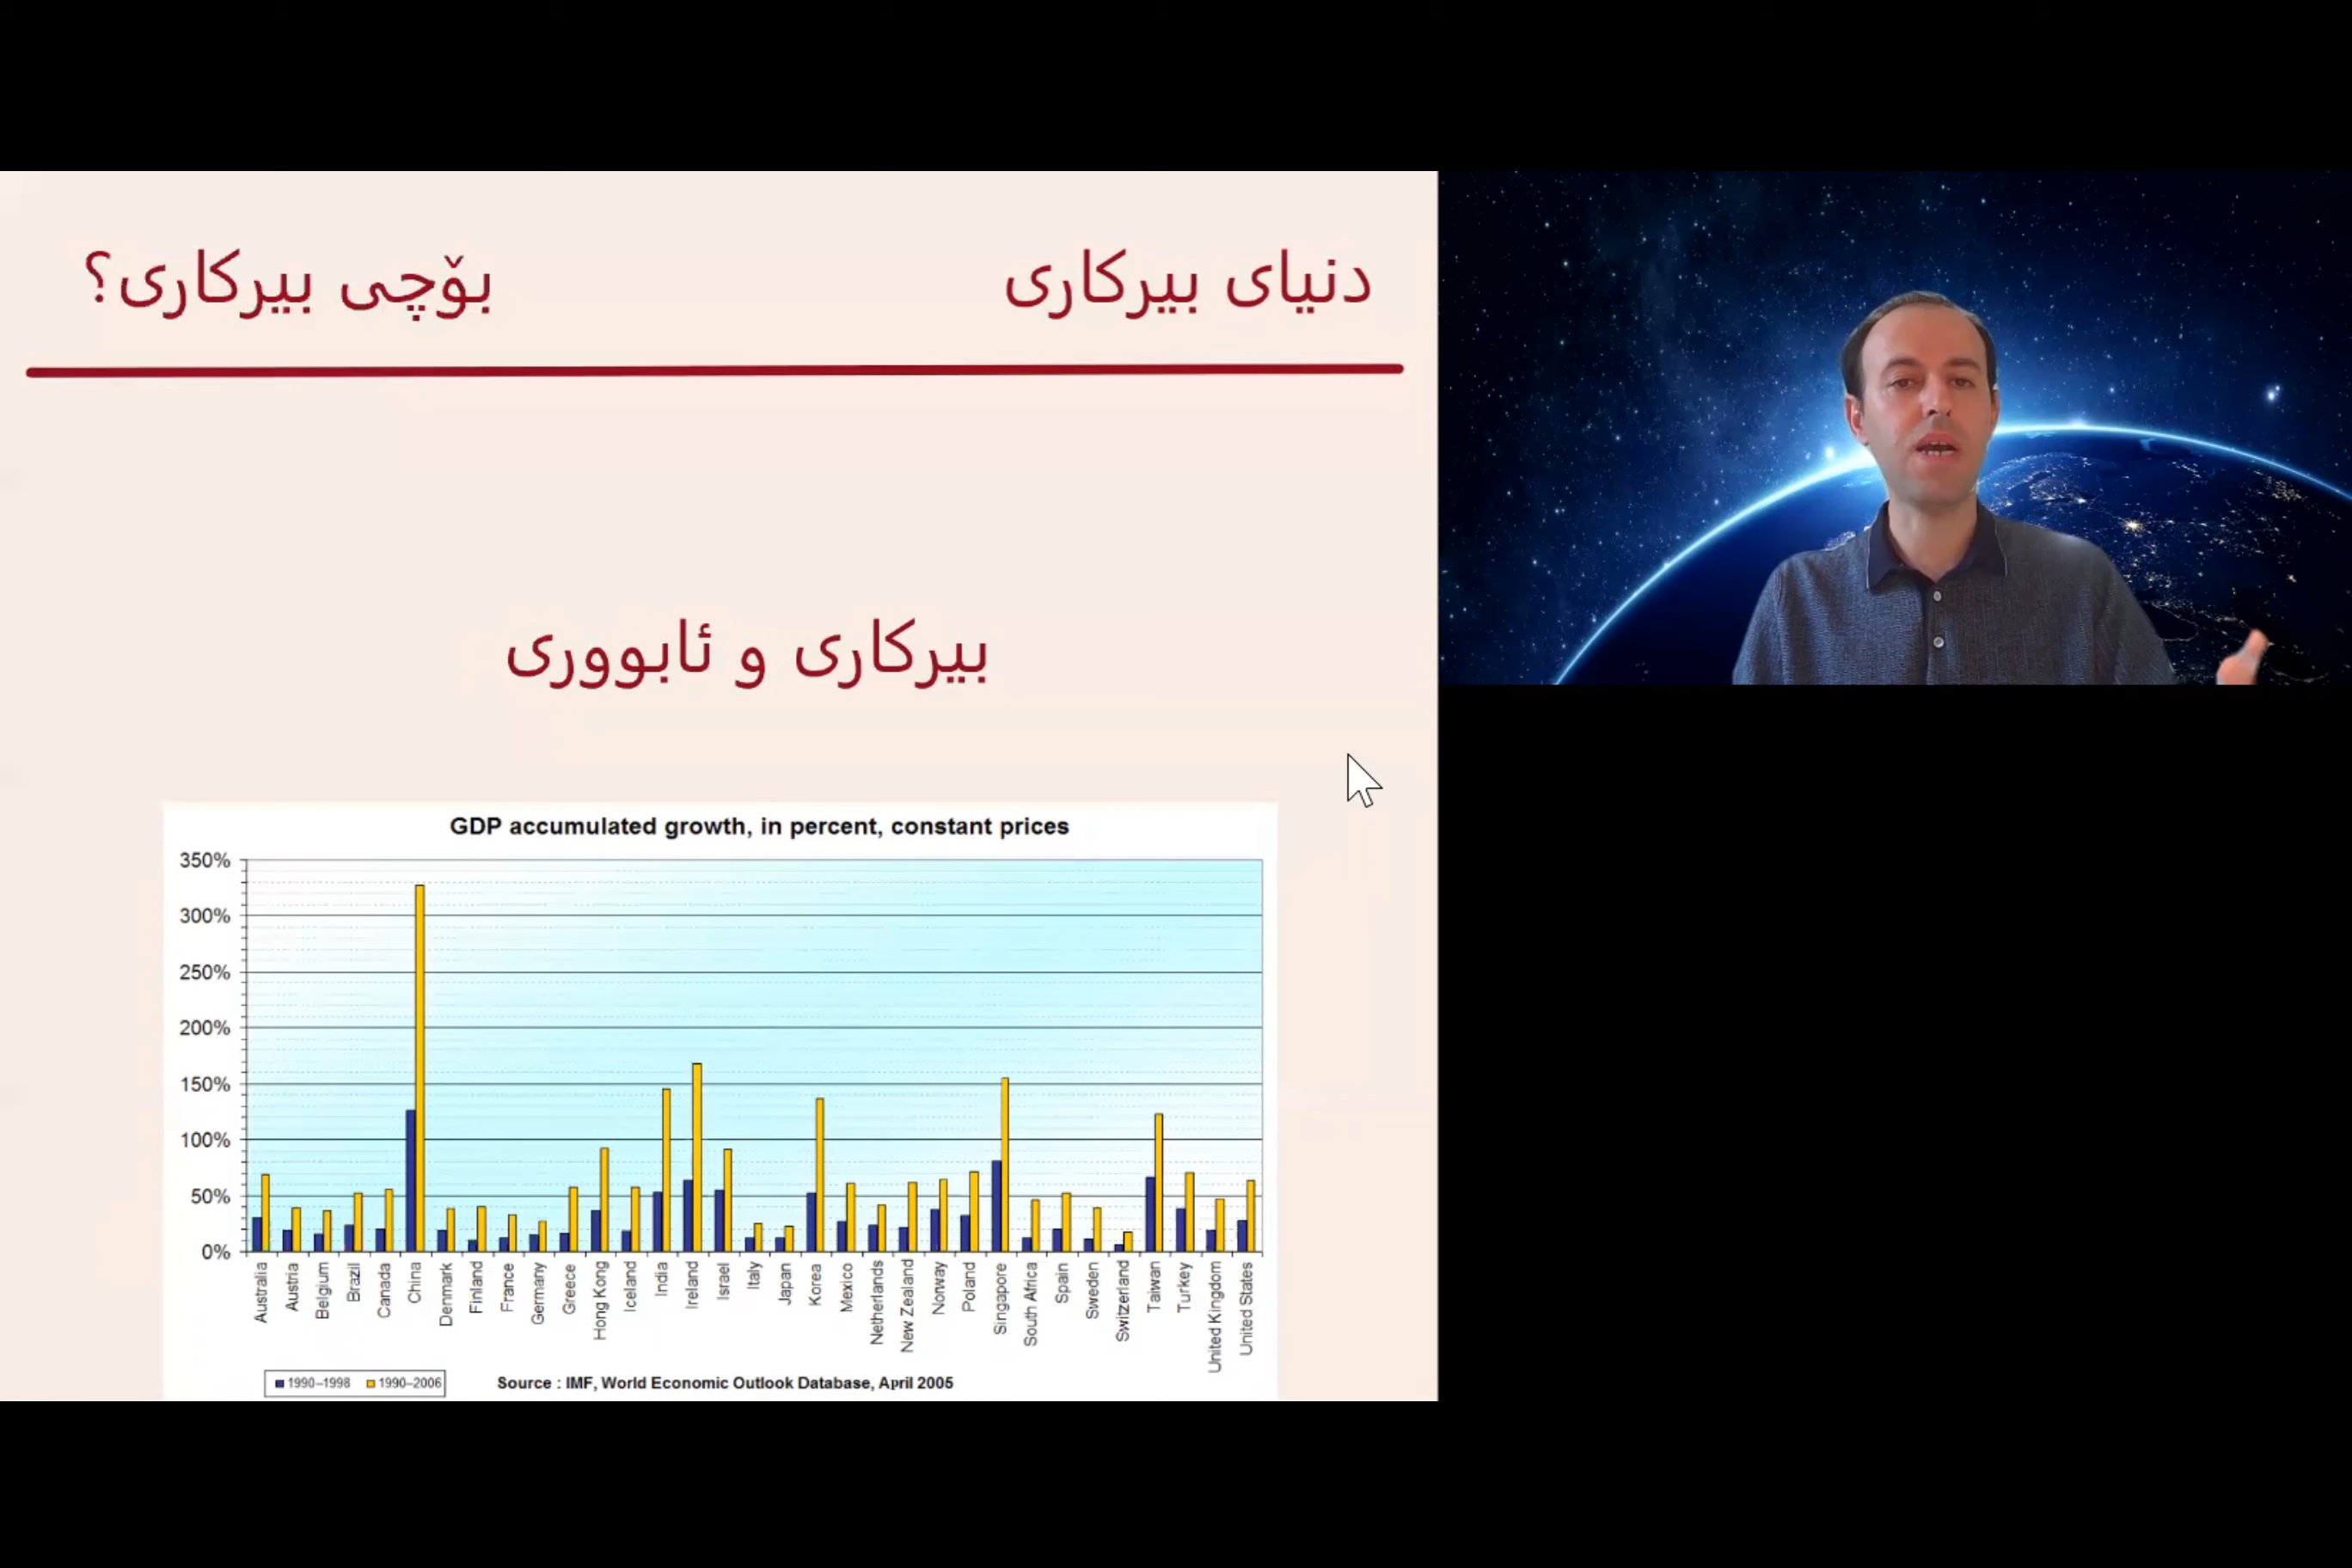 دنیای بیرکاری
بۆچی بیرکاری؟
بیرکاری و ئابووری
GDP accumulated growth, in percent, constant prices
350%
300%
250%
200%
150%
100%
50%
0%
Australia
Austria
Belgium
Brazil
Canada
China
Denmark
Finland
France
Germany
Greece
Hong Kong
Iceland
India
Ireland
Israel
Italy
Japan
Korea
Mexico
Netherlands
New Zealand
Norway
Poland
Singapore
South Africa
Spain
Sweden
Switzerland
Taiwan
Turkey
United Kingdom
United States
1990–1998 1990–2006
Source : IMF, World Economic Outlook Database, April 2005